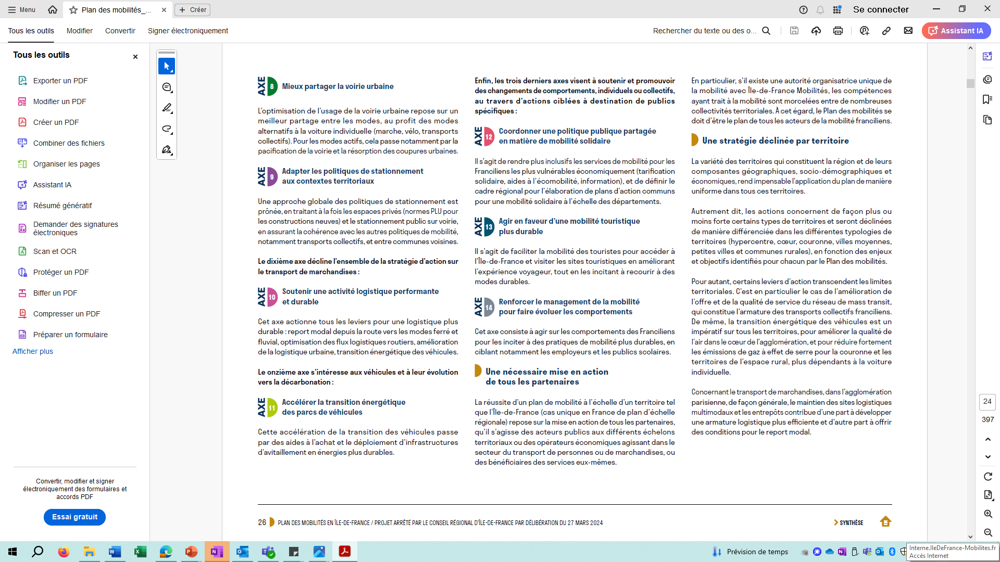 Menu
Plan des mobilités_...
Créer
Se connecter
Tous les outils
Modifier
Convertir
Signer électroniquement
Rechercher du texte ou des o...
Assistant IA
Tous les outils
Exporter un PDF
Modifier un PDF
Créer un PDF
Combiner des fichiers
Organiser les pages
Assistant IA
Résumé génératif
Demander des signatures
électroniques
Scan et OCR
Protéger un PDF
Biffer un PDF
Compresser un PDF
Préparer un formulaire
Afficher plus
Convertir, modifier et signer
électroniquement des formulaires et
accords PDF
Essai gratuit
AXE 8 Mieux partager la voirie urbaine
L’optimisation de l’usage de la voirie urbaine repose sur un
meilleur partage entre les modes, au profit des modes
alternatifs à la voiture individuelle (marche, vélo, transports
collectifs). Pour les modes actifs, cela passe notamment par la
pacification de la voirie et la résorption des coupures urbaines.
AXE 9 Adapter les politiques de stationnement
aux contextes territoriaux
Une approche globale des politiques de stationnement est
prônée, en traitant à la fois les espaces privés (normes PLU pour
les constructions neuves) et le stationnement public sur voirie,
en assurant la cohérence avec les autres politiques de mobilité,
notamment transports collectifs, et entre communes voisines.
Le dixième axe décline l’ensemble de la stratégie d’action sur
le transport de marchandises :
AXE 10 Soutenir une activité logistique performante
et durable
Cet axe actionne tous les leviers pour une logistique plus
durable : report modal depuis la route vers les modes ferré et
fluvial, optimisation des flux logistiques routiers, amélioration
de la logistique urbaine, transition énergétique des véhicules.
Le onzième axe s’intéresse aux véhicules et à leur évolution
vers la décarbonation :
AXE 11 Accélérer la transition énergétique
des parcs de véhicules
Cette accélération de la transition des véhicules passe
par des aides à l’achat et le déploiement d’infrastructures
d’avitaillement en énergies plus durables.
Enfin, les trois derniers axes visent à soutenir et promouvoir
des changements de comportements, individuels ou collectifs,
au travers d’actions ciblées à destination de publics
spécifiques :
AXE 12 Coordonner une politique publique partagée
en matière de mobilité solidaire
Il s’agit de rendre plus inclusifs les services de mobilité pour les
Franciliens les plus vulnérables économiquement (tarification
solidaire, aides à l’écomobilité, information), et de définir le
cadre régional pour l’élaboration de plans d’action communs
pour une mobilité solidaire à l’échelle des départements.
AXE 13 Agir en faveur d’une mobilité touristique
plus durable
Il s’agit de faciliter la mobilité des touristes pour accéder à
l’Île-de-France et visiter les sites touristiques en améliorant
l’expérience voyageur, tout en les incitant à recourir à des
modes durables.
AXE 14 Renforcer le management de la mobilité
pour faire évoluer les comportements
Cet axe consiste à agir sur les comportements des Franciliens
pour les inciter à des pratiques de mobilité plus durables, en
ciblant notamment les employeurs et les publics scolaires.
Une nécessaire mise en action
de tous les partenaires
La réussite d’un plan de mobilité à l’échelle d’un territoire tel
que l’Île-de-France (cas unique en France de plan d’échelle
régionale) repose sur la mise en action de tous les partenaires,
qu’il s’agisse des acteurs publics aux différents échelons
territoriaux ou des opérateurs économiques agissant dans le
secteur du transport de personnes ou de marchandises, ou
des bénéficiaires des services eux-mêmes.
En particulier, s’il existe une autorité organisatrice unique de
la mobilité avec Île-de-France Mobilités, les compétences
ayant trait à la mobilité sont morcelées entre de nombreuses
collectivités territoriales. À cet égard, le Plan des mobilités se
doit d’être le plan de tous les acteurs de la mobilité franciliens.
Une stratégie déclinée par territoire
La variété des territoires qui constituent la région et de leurs
composantes géographiques, socio-démographiques et
économiques, rend impensable l’application du plan de manière
uniforme dans tous ces territoires.
Autrement dit, les actions concernent de façon plus ou
moins forte certains types de territoires et seront déclinées
de manière différenciée dans les différentes typologies de
territoires (hypercentre, cœur, couronne, villes moyennes,
petites villes et communes rurales), en fonction des enjeux
et objectifs identifiés pour chacun par le Plan des mobilités.
Pour autant, certains leviers d’action transcendent les limites
territoriales. C’est en particulier le cas de l’amélioration de
l’offre et de la qualité de service du réseau de mass transit,
qui constitue l’armature des transports collectifs franciliens.
De même, la transition énergétique des véhicules est un
impératif sur tous les territoires, pour améliorer la qualité de
l’air dans le cœur de l’agglomération, et pour réduire fortement
les émissions de gaz à effet de serre pour la couronne et les
territoires de l’espace rural, plus dépendants à la voiture
individuelle.
Concernant le transport de marchandises, dans l’agglomération
parisienne, de façon générale, le maintien des sites logistiques
multimodaux et les entrepôts contribue d’une part à développer
une armature logistique plus efficiente et d’autre part à offrir
des conditions pour le report modal.
26 PLAN DES MOBILITÉS EN ÎLE-DE-FRANCE / PROJET ARRÊTÉ PAR LE CONSEIL RÉGIONAL D’ÎLE-DE-FRANCE PAR DÉLIBÉRATION DU 27 MARS 2024
SYNTHÈSE
24
397
Prévision de temps
Interne.IleDeFrance-Mobilites.fr
Accès Internet